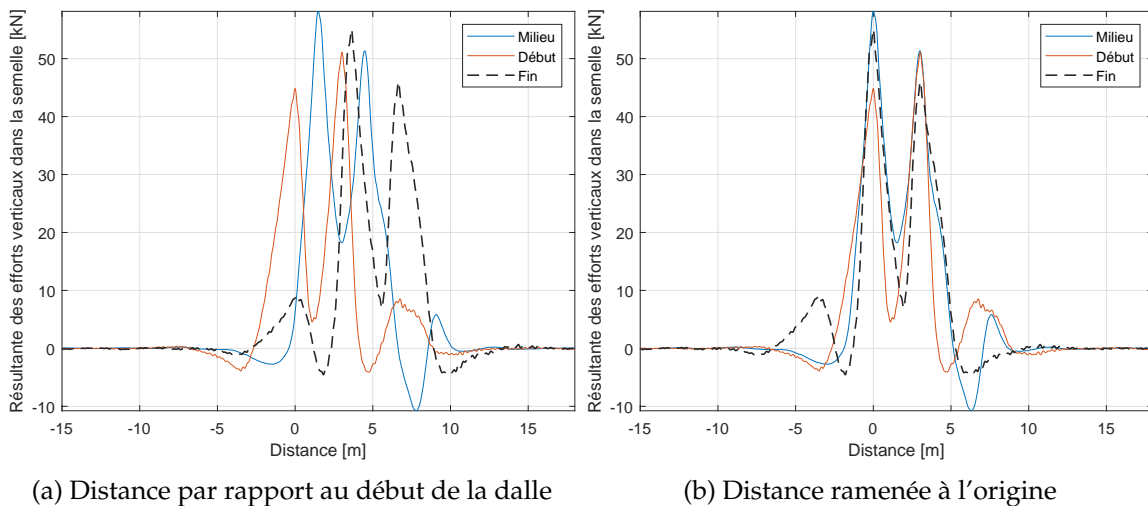 Résultante des efforts verticaux dans la semelle [kN]
50
40
30
20
10
0
-10
-15
-10
-5
0
5
10
15
Distance [m]
Milieu
Début
Fin
(a) Distance par rapport au début de la dalle
Résultante des efforts verticaux dans la semelle [kN]
50
40
30
20
10
0
-10
-15
-10
-5
0
5
10
15
Distance [m]
Milieu
Début
Fin
(b) Distance ramenée à l'origine